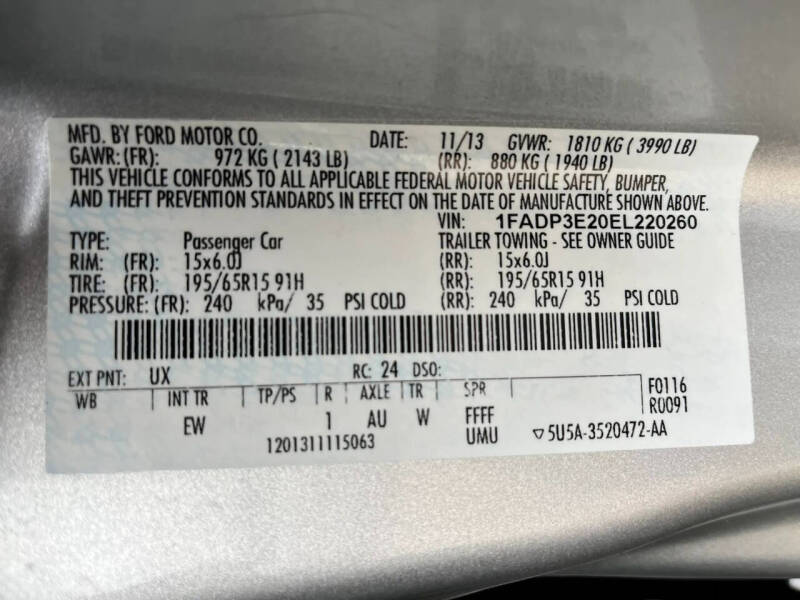 MFD. BY FORD MOTOR CO. DATE: 11/13 GVWR: 1810 KG ( 3990 LB)
GAWR: (FR): 972 KG ( 2143 LB) (RR): 880 KG ( 1940 LB)
THIS VEHICLE CONFORMS TO ALL APPLICABLE FEDERAL MOTOR VEHICLE SAFETY, BUMPER,
AND THEFT PREVENTION STANDARDS IN EFFECT ON THE DATE OF MANUFACTURE SHOWN ABOVE.
VIN: 1FADP3E20EL220260
TYPE: Passenger Car TRAILER TOWING - SEE OWNER GUIDE
RIM: (FR): 15x6.0J (RR): 15x6.0J
TIRE: (FR): 195/65R15 91H (RR): 195/65R15 91H
PRESSURE: (FR): 240 kPa/ 35 PSI COLD (RR): 240 kPa/ 35 PSI COLD
EXT PNT: UX RC: 24 DSO:
WB INT TR TP/PS R AXLE TR SPR F0116
R0091
EW 1 AU W FFFF
1201311115063 UMU ▽5U5A-3520472-AA